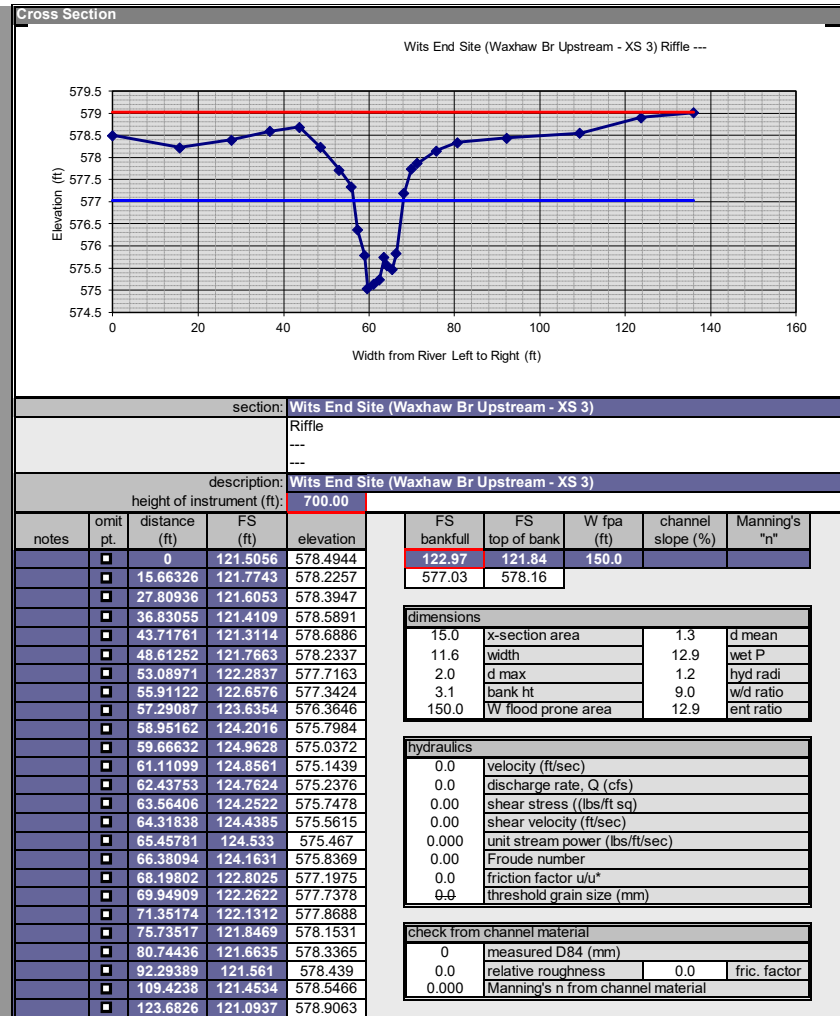 Cross Section
Wits End Site (Waxhaw Br Upstream - XS 3) Riffle ---
579.5
579
578.5
578
577.5
577
576.5
576
575.5
575
574.5
Elevation (ft)
0 20 40 60 80 100 120 140 160
Width from River Left to Right (ft)
section: Wits End Site (Waxhaw Br Upstream - XS 3)
Riffle
---
---
description: Wits End Site (Waxhaw Br Upstream - XS 3)
height of instrument (ft): 700.00
notes omit pt. distance (ft) FS (ft) elevation
0 121.5056 578.4944
15.66326 121.7743 578.2257
27.80936 121.6053 578.3947
36.83055 121.4109 578.5891
43.71761 121.3114 578.6886
48.61252 121.7663 578.2337
53.08971 122.2837 577.7163
55.91122 122.6576 577.3424
57.29087 123.6354 576.3646
58.95162 124.2016 575.7984
59.66632 124.9628 575.0372
61.11099 124.8561 575.1439
62.43753 124.7624 575.2376
63.56406 124.2522 575.7478
64.31838 124.4385 575.5615
65.45781 124.533 575.467
66.38094 124.1631 575.8369
68.19802 122.8025 577.1975
69.94909 122.2622 577.7378
71.35174 122.1312 577.8688
75.73517 121.8469 578.1531
80.74436 121.6635 578.3365
92.29389 121.561 578.439
109.4238 121.4534 578.5466
123.6826 121.0937 578.9063
FS bankfull FS top of bank W fpa (ft) channel slope (%) Manning's "n"
122.97 121.84 150.0
577.03 578.16
dimensions
15.0 x-section area 1.3 d mean
11.6 width 12.9 wet P
2.0 d max 1.2 hyd radi
3.1 bank ht 9.0 w/d ratio
150.0 W flood prone area 12.9 ent ratio
hydraulics
0.0 velocity (ft/sec)
0.0 discharge rate, Q (cfs)
0.00 shear stress ((lbs/ft sq)
0.00 shear velocity (ft/sec)
0.000 unit stream power (lbs/ft/sec)
0.00 Froude number
0.0 friction factor u/u*
0.0 threshold grain size (mm)
check from channel material
0 measured D84 (mm)
0.0 relative roughness 0.0 fric. factor
0.000 Manning's n from channel material